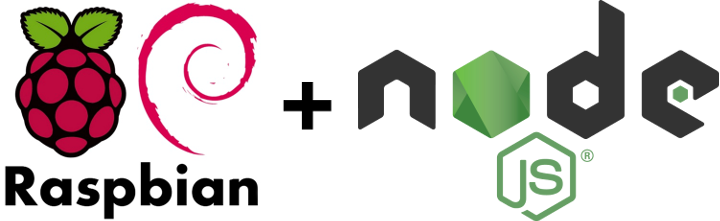 Raspbian
+
node
JS®